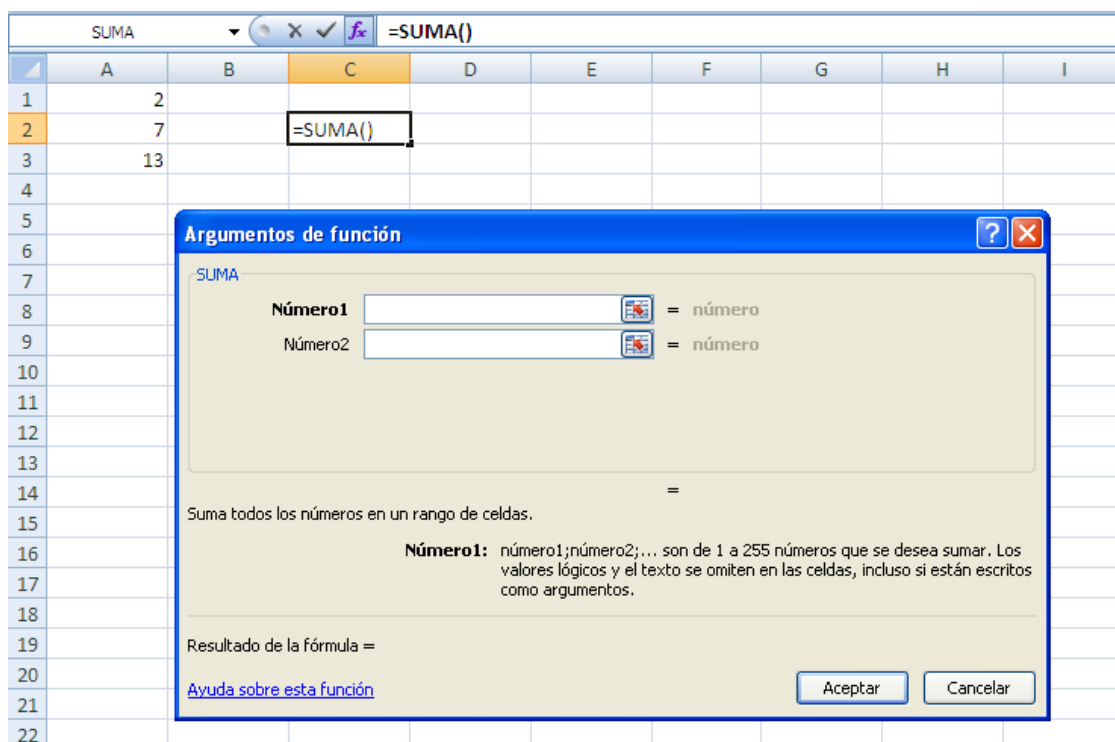 SUMA fx =SUMA()
A B C D E F G H I
1 2
2 7 =SUMA()
3 13
4
5
Argumentos de función ?
6
7
SUMA
8 Número1 = número
9 Número2 = número
10
11
12
13
14 =
15 Suma todos los números en un rango de celdas.
16 Número1: número1;número2;... son de 1 a 255 números que se desea sumar. Los
17 valores lógicos y el texto se omiten en las celdas, incluso si están escritos
como argumentos.
18
19 Resultado de la fórmula =
20 Ayuda sobre esta función Aceptar Cancelar
21
22